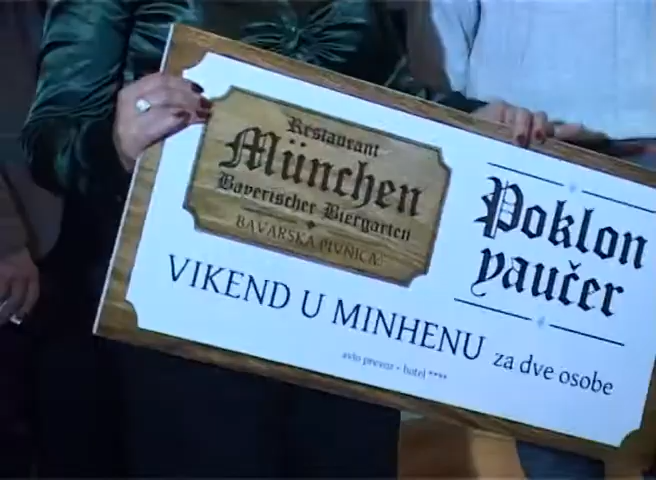 Restaurant
München
Bayerischer Biergarten
BAVARSKA PIVNICA
Poklon
vaučer
VIKEND U MINHENU za dve osobe
avio prevoz - hotel ****